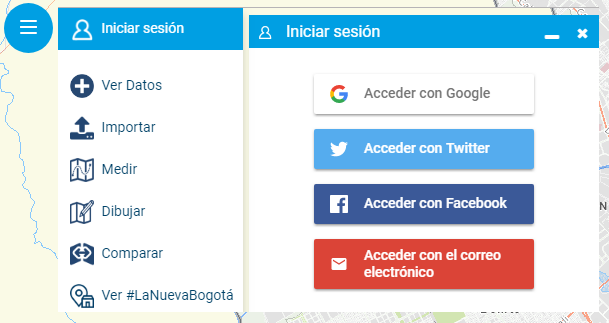 Iniciar sesión
Ver Datos
Importar
Medir
Dibujar
Comparar
Ver #LaNuevaBogotá
Iniciar sesión
Acceder con Google
Acceder con Twitter
Acceder con Facebook
Acceder con el correo
electrónico